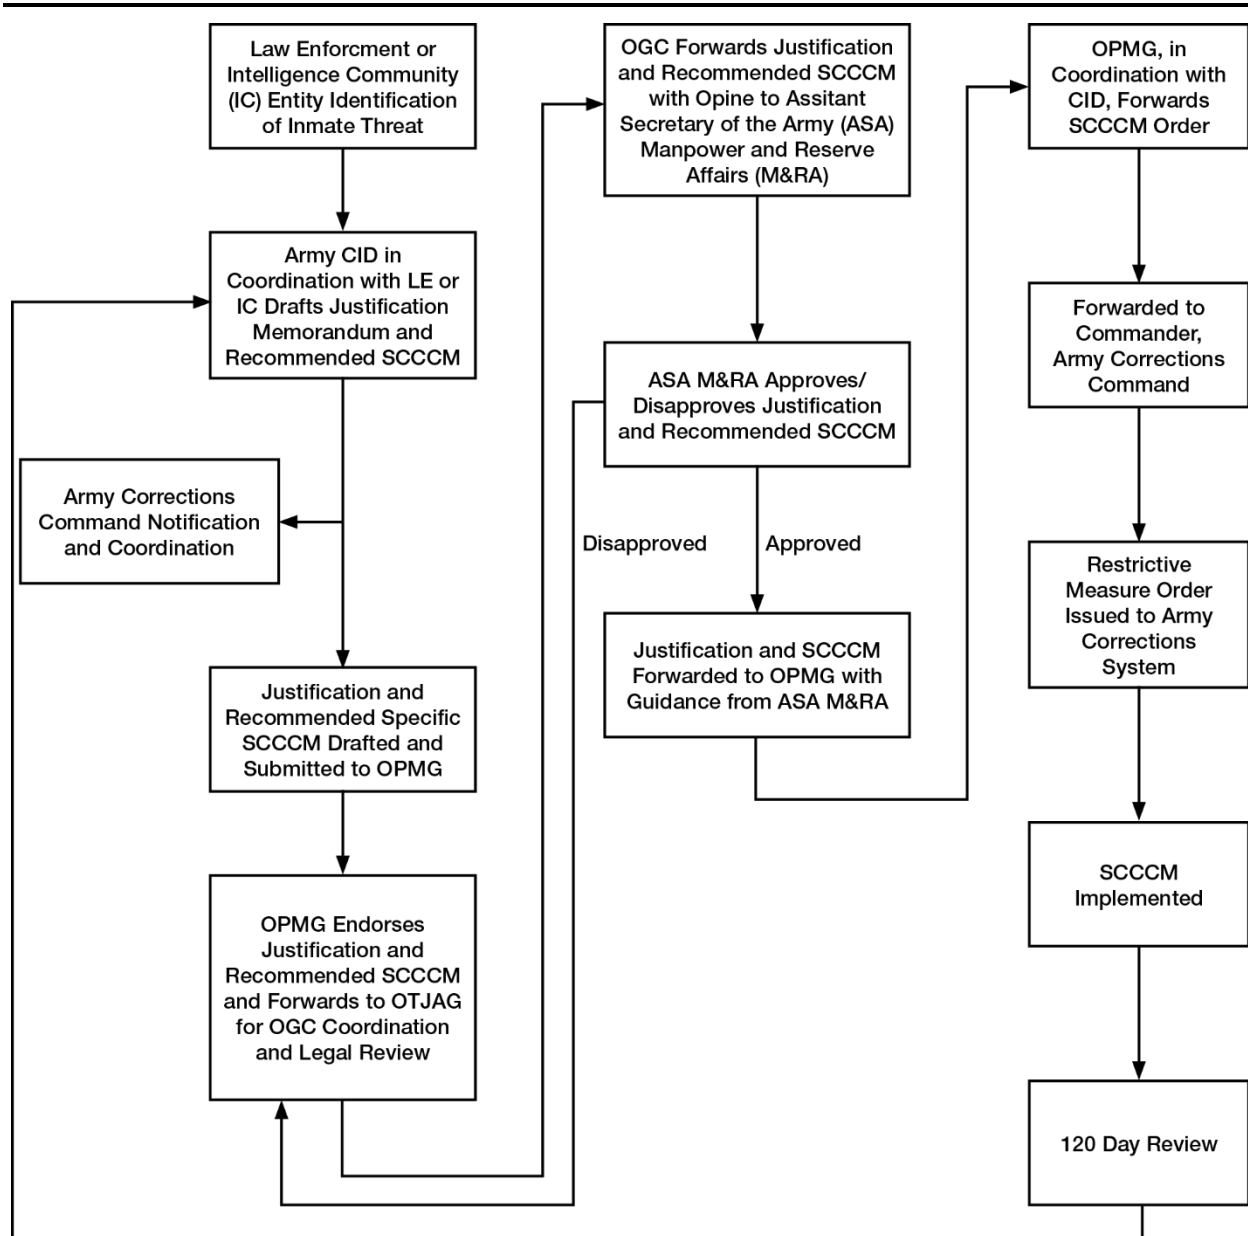 Law Enforcment or
Intelligence Community
(IC) Entity Identification
of Inmate Threat
Army CID in
Coordination with LE or
IC Drafts Justification
Memorandum and
Recommended SCCCM
Army Corrections
Command Notification
and Coordination
Justification and
Recommended Specific
SCCCM Drafted and
Submitted to OPMG
OPMG Endorses
Justification and
Recommended SCCCM
and Forwards to OTJAG
for OGC Coordination
and Legal Review
OGC Forwards Justification
and Recommended SCCCM
with Opine to Assitant
Secretary of the Army (ASA)
Manpower and Reserve
Affairs (M&RA)
ASA M&RA Approves/
Disapproves Justification
and Recommended SCCCM
Disapproved
Approved
Justification and SCCCM
Forwarded to OPMG with
Guidance from ASA M&RA
OPMG, in
Coordination with
CID, Forwards
SCCCM Order
Forwarded to
Commander,
Army Corrections
Command
Restrictive
Measure Order
Issued to Army
Corrections
System
SCCCM
Implemented
120 Day Review